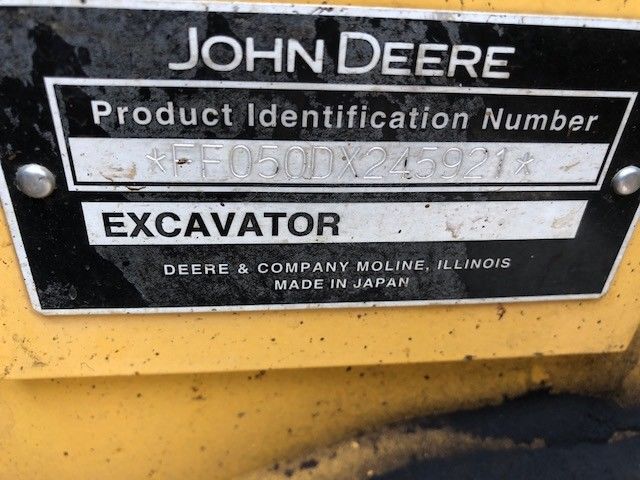 JOHN DEERE
Product Identification Number
*FF050DX245921*
EXCAVATOR
DEERE & COMPANY MOLINE, ILLINOIS
MADE IN JAPAN